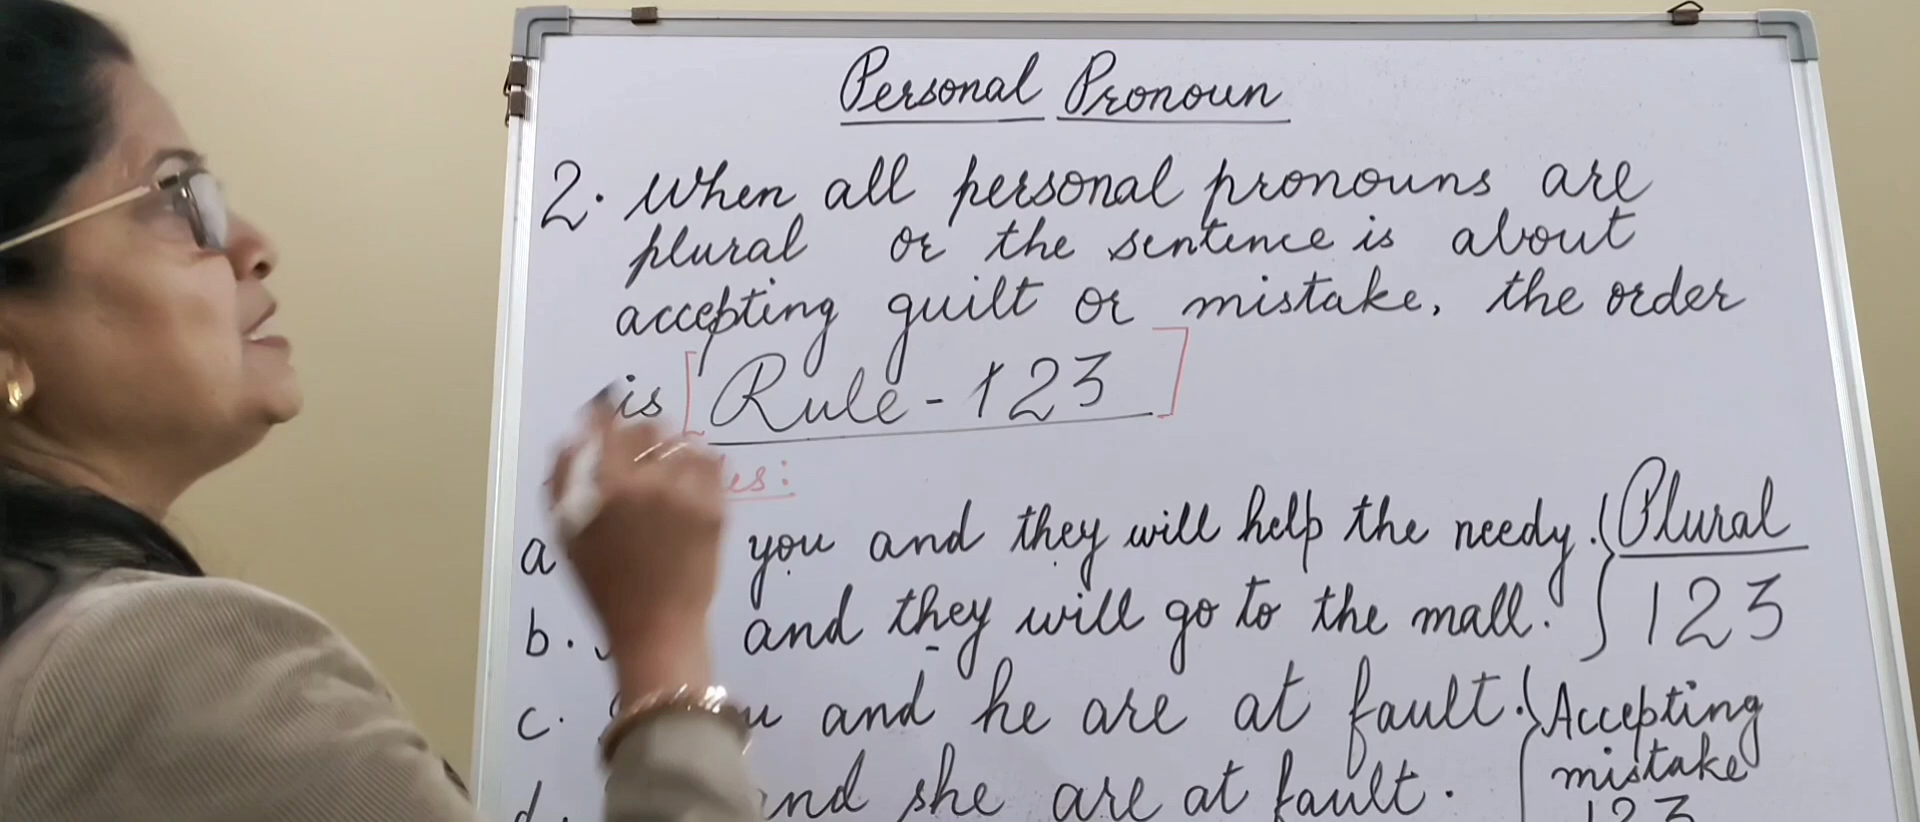 Personal Pronoun
2. When all personal pronouns are
plural or the sentence is about
accepting guilt or mistake, the order
is [Rule - 123]
a you and they will help the needy. Plural
b. and they will go to the mall. 123
c. and he are at fault. Accepting
mistake
d. and she are at fault. 123